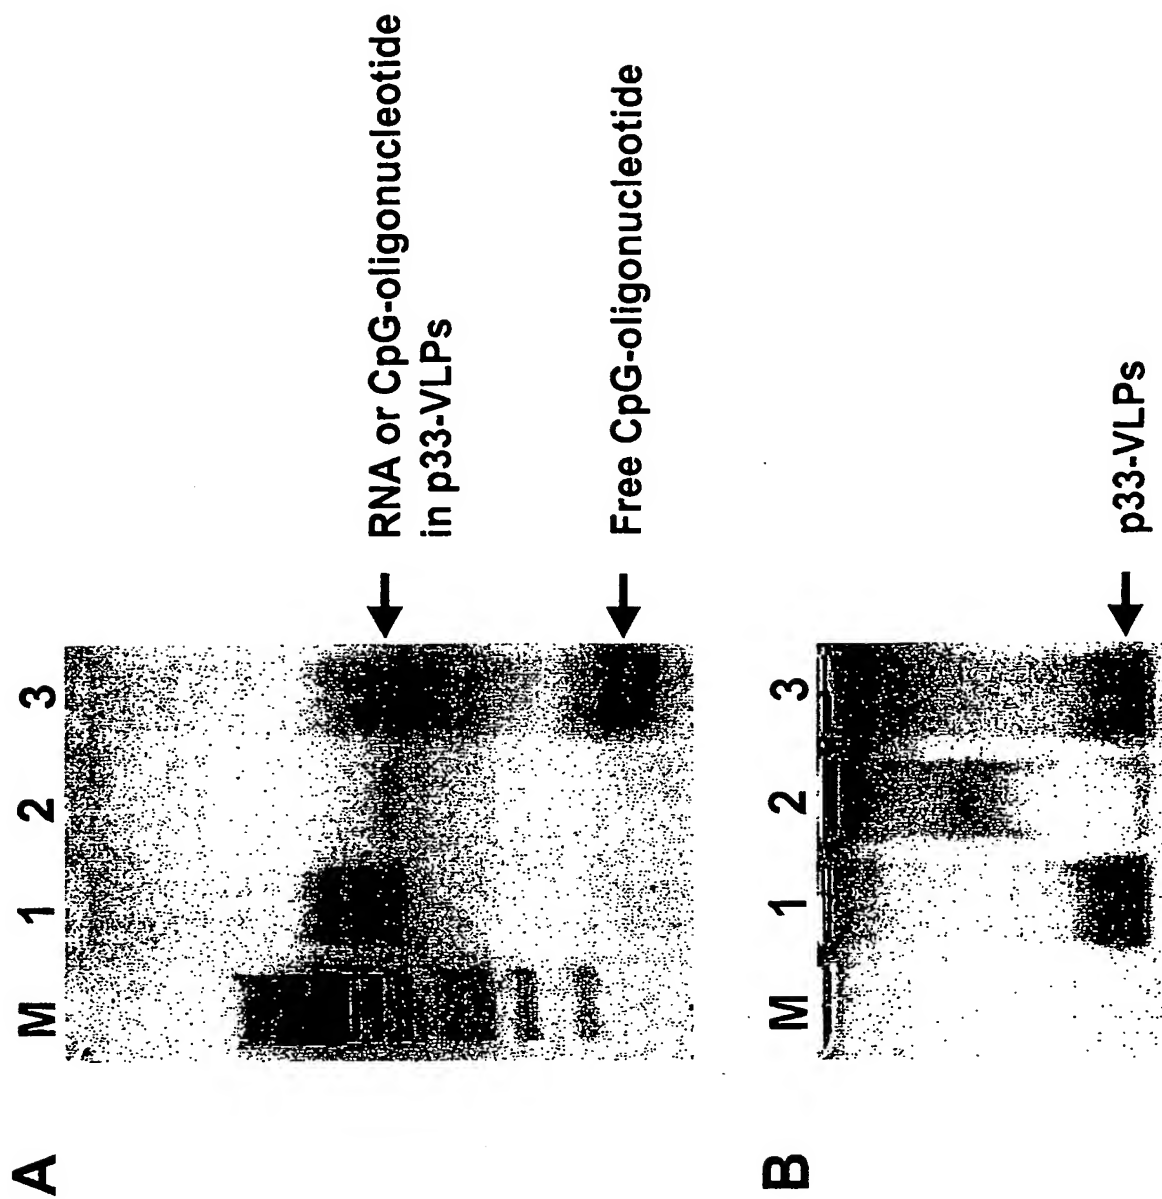 A
M 1 2 3
RNA or CpG-oligonucleotide
in p33-VLPs
Free CpG-oligonucleotide
B
M 1 2 3
p33-VLPs